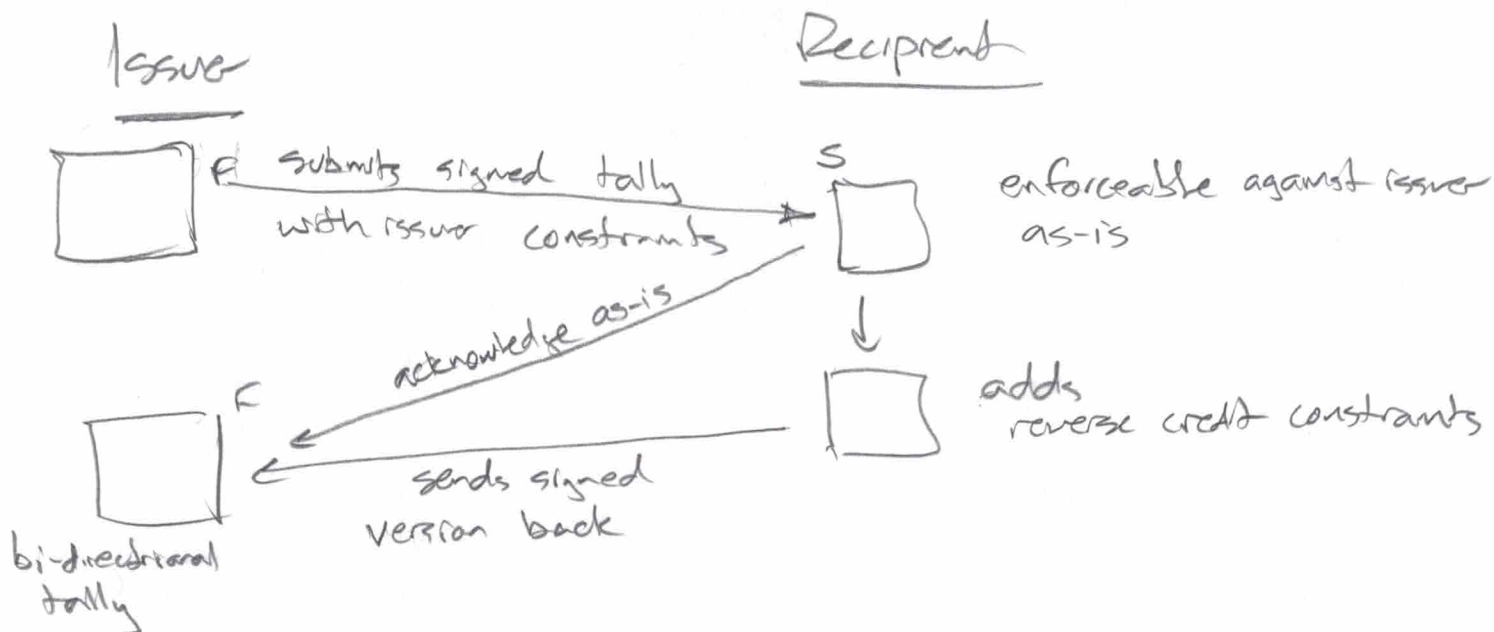 Issuer
Recipient
F
submits signed tally
with issuer constraints
S
enforceable against issuer
as-is
acknowledge as-is
F
adds
reverse credit constraints
sends signed
version back
bi-directional
tally